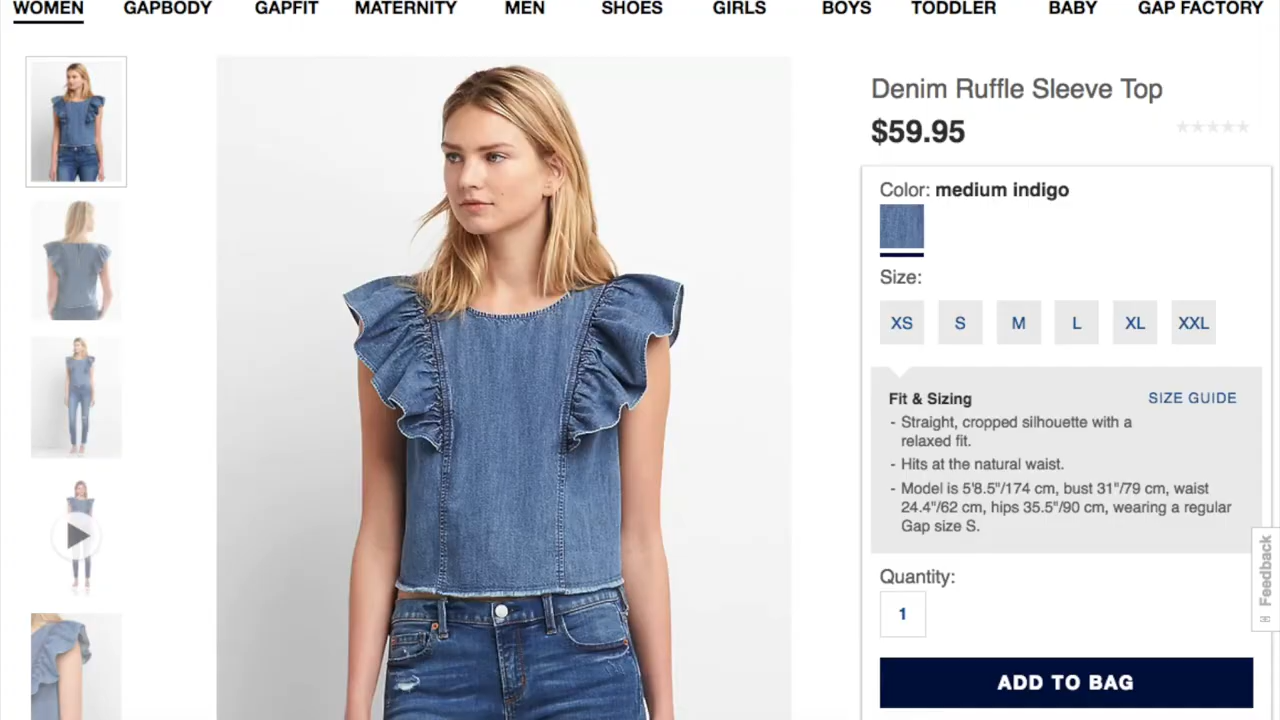 WOMEN GAPBODY GAPFIT MATERNITY MEN SHOES GIRLS BOYS TODDLER BABY GAP FACTORY
Denim Ruffle Sleeve Top
$59.95
Color: medium indigo
Size:
XS S M L XL XXL
Fit & Sizing SIZE GUIDE
- Straight, cropped silhouette with a
relaxed fit.
- Hits at the natural waist.
- Model is 5'8.5"/174 cm, bust 31"/79 cm, waist
24.4"/62 cm, hips 35.5"/90 cm, wearing a regular
Gap size S.
Feedback
Quantity:
1
ADD TO BAG